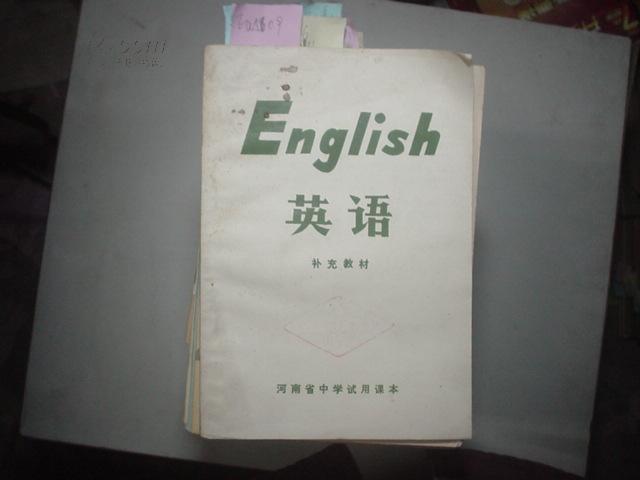 English
英语
补充教材
河南省中学试用课本